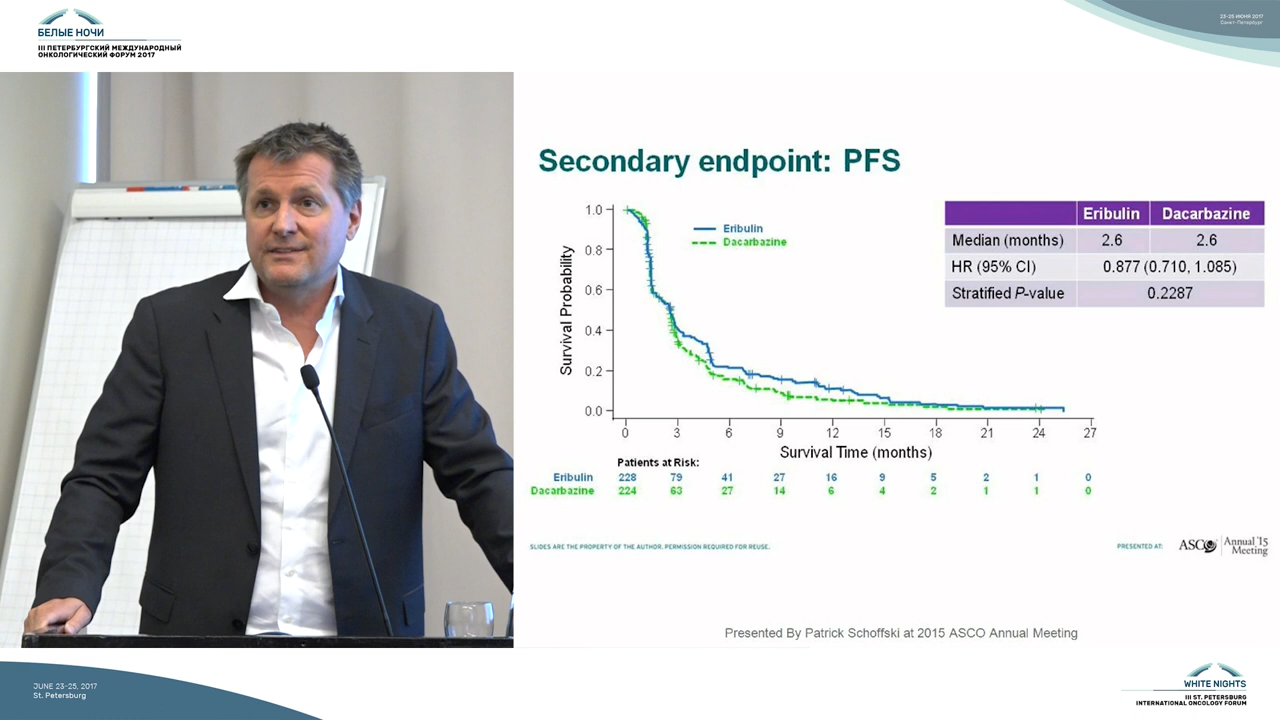 БЕЛЫЕ НОЧИ
III ПЕТЕРБУРГСКИЙ МЕЖДУНАРОДНЫЙ
ОНКОЛОГИЧЕСКИЙ ФОРУМ 2017
23-25 ИЮНЯ 2017
Санкт-Петербург
Secondary endpoint: PFS
Eribulin Dacarbazine
Median (months) 2.6 2.6
HR (95% CI) 0.877 (0.710, 1.085)
Stratified P-value 0.2287
Eribulin
Dacarbazine
Survival Probability
1.0
0.8
0.6
0.4
0.2
0.0
0 3 6 9 12 15 18 21 24 27
Survival Time (months)
Patients at Risk:
Eribulin 228 79 41 27 16 9 5 2 1 0
Dacarbazine 224 63 27 14 6 4 2 1 1 0
SLIDES ARE THE PROPERTY OF THE AUTHOR. PERMISSION REQUIRED FOR REUSE.
PRESENTED AT:
ASCO Annual '15
Meeting
Presented By Patrick Schoffski at 2015 ASCO Annual Meeting
JUNE 23-25, 2017
St. Petersburg
WHITE NIGHTS
III ST. PETERSBURG
INTERNATIONAL ONCOLOGY FORUM